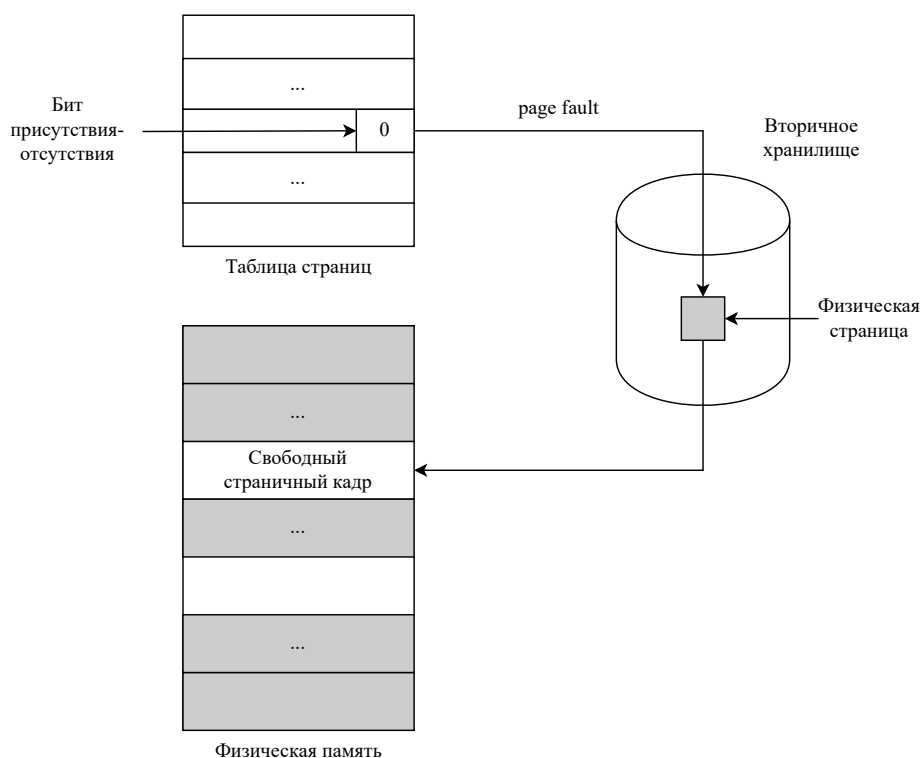 ...
Бит
присутствия-
отсутствия
0
page fault
Вторичное
хранилище
...
Таблица страниц
Физическая
страница
...
Свободный
страничный кадр
...
...
Физическая память